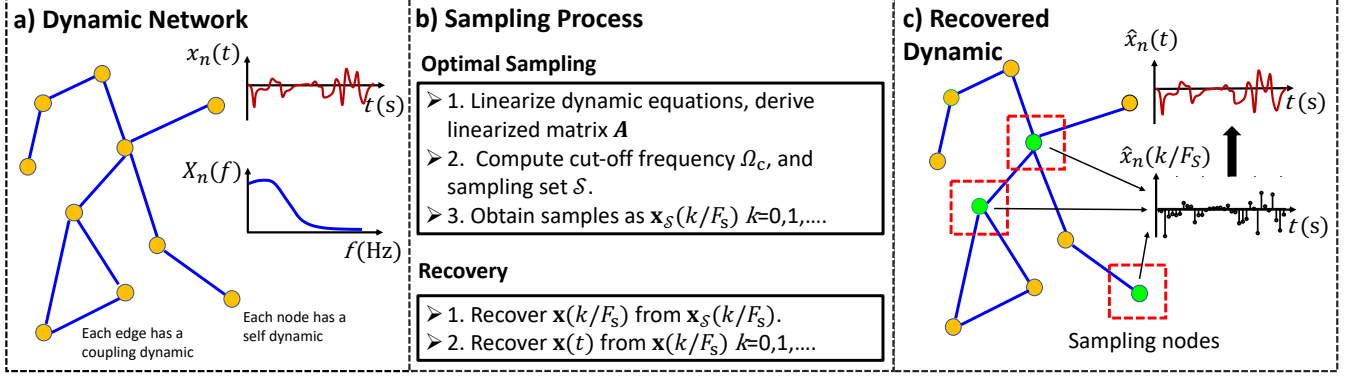 a) Dynamic Network
x_n(t)
t(s)
X_n(f)
f(Hz)
Each edge has a
coupling dynamic
Each node has a
self dynamic
b) Sampling Process
Optimal Sampling
➢ 1. Linearize dynamic equations, derive
linearized matrix A
➢ 2. Compute cut-off frequency Ω_c, and
sampling set 𝒮.
➢ 3. Obtain samples as x_𝒮(k/F_s) k=0,1,....
Recovery
➢ 1. Recover x(k/F_s) from x_𝒮(k/F_s).
➢ 2. Recover x(t) from x(k/F_s) k=0,1,....
c) Recovered
Dynamic
x̂_n(t)
t(s)
x̂_n(k/F_S)
t(s)
Sampling nodes